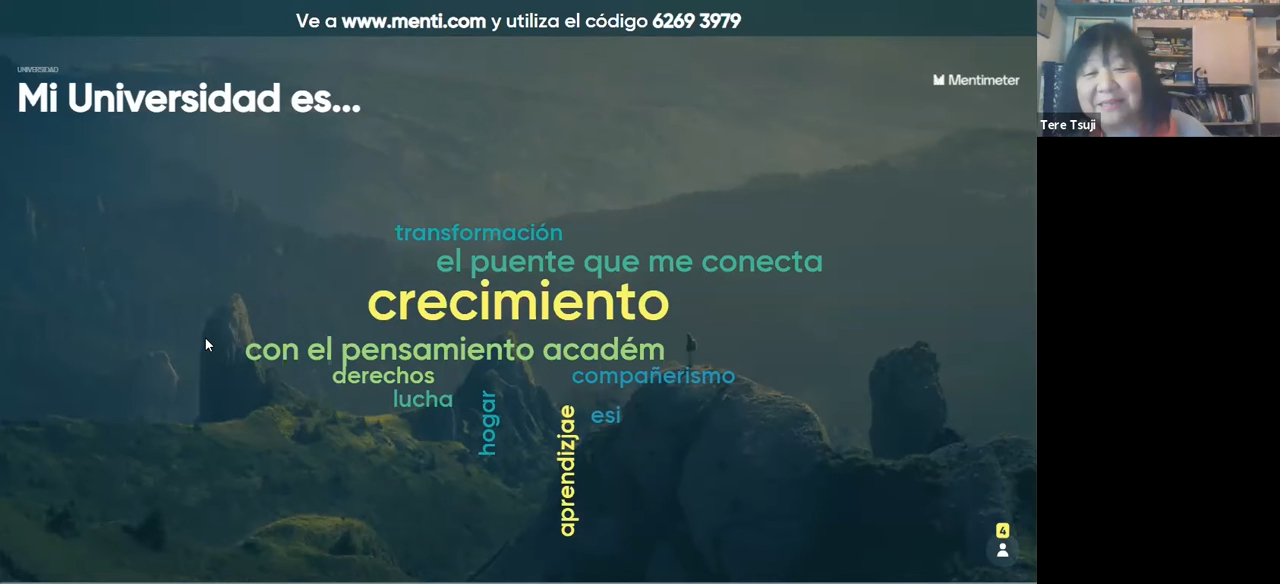 Ve a www.menti.com y utiliza el código 6269 3979
UNIVERSIDAD
Mi Universidad es...
Mentimeter
Tere Tsuji
transformación
el puente que me conecta
crecimiento
con el pensamiento académ
derechos
compañerismo
lucha
hogar
aprendizjae
esi
4